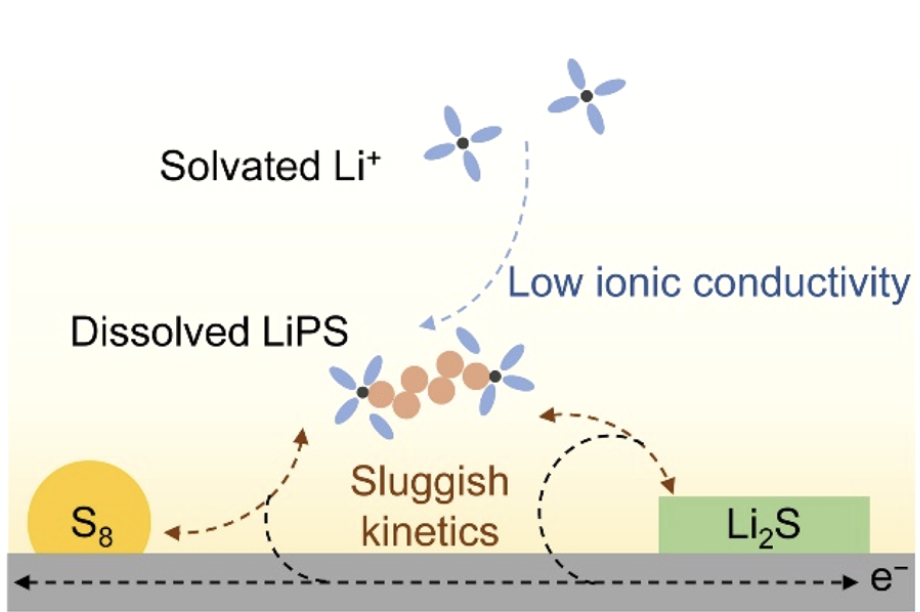 Solvated Li⁺
Low ionic conductivity
Dissolved LiPS
Sluggish
kinetics
S₈
Li₂S
e⁻